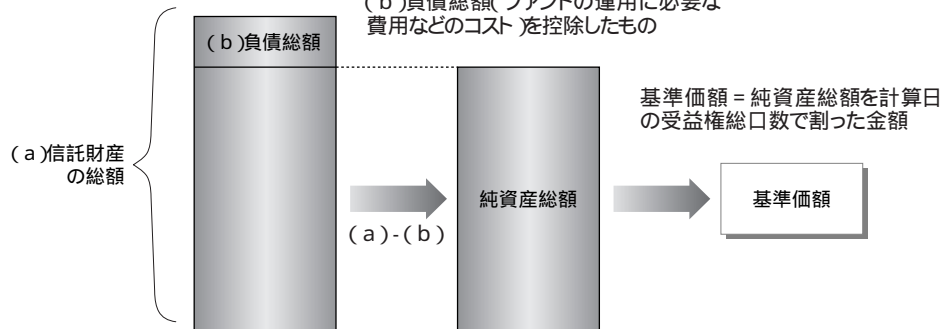 (b)負債総額(ファンドの運用に必要な
費用などのコスト)を控除したもの
(b)負債総額
基準価額=純資産総額を計算日
の受益権総口数で割った金額
(a)信託財産
の総額
純資産総額
基準価額
(a)-(b)